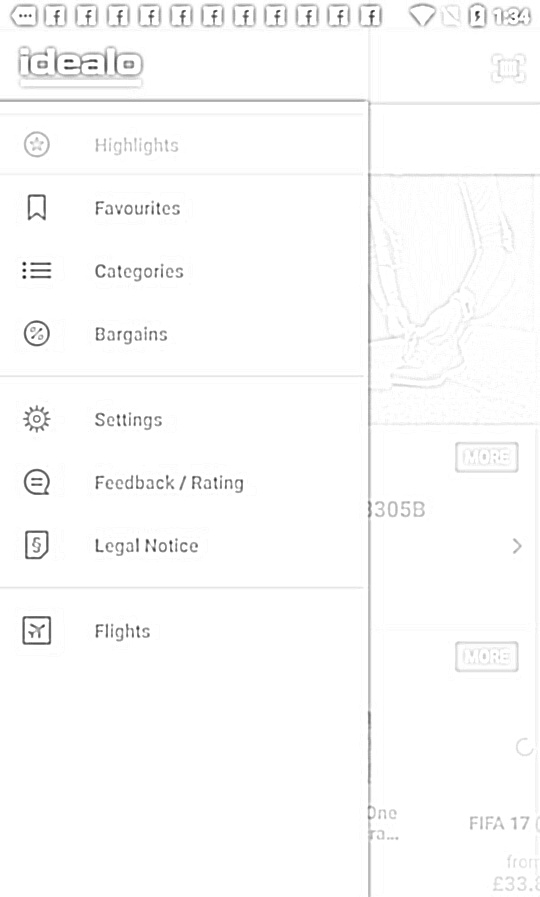 1:34
idealo
Highlights
Favourites
Categories
Bargains
Settings
Feedback / Rating
Legal Notice
Flights
MORE
3305B
MORE
One
ra...
FIFA 17 (
from
£33.8